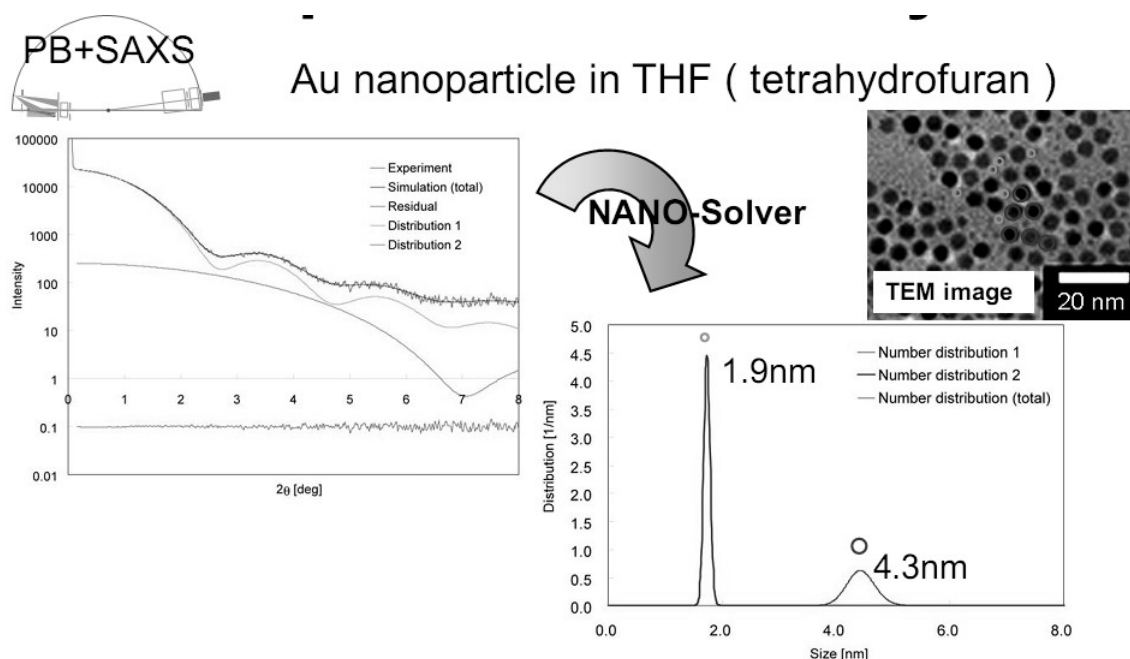 PB+SAXS
Au nanoparticle in THF ( tetrahydrofuran )
100000
10000
1000
100
10
1
0.1
0.01
Intensity
Experiment
Simulation (total)
Residual
Distribution 1
Distribution 2
0 1 2 3 4 5 6 7 8
2θ [deg]
NANO-Solver
TEM image
20 nm
5.0
4.5
4.0
3.5
3.0
2.5
2.0
1.5
1.0
0.5
0.0
Distribution [1/nm]
1.9nm
Number distribution 1
Number distribution 2
Number distribution (total)
4.3nm
0.0 2.0 4.0 6.0 8.0
Size [nm]